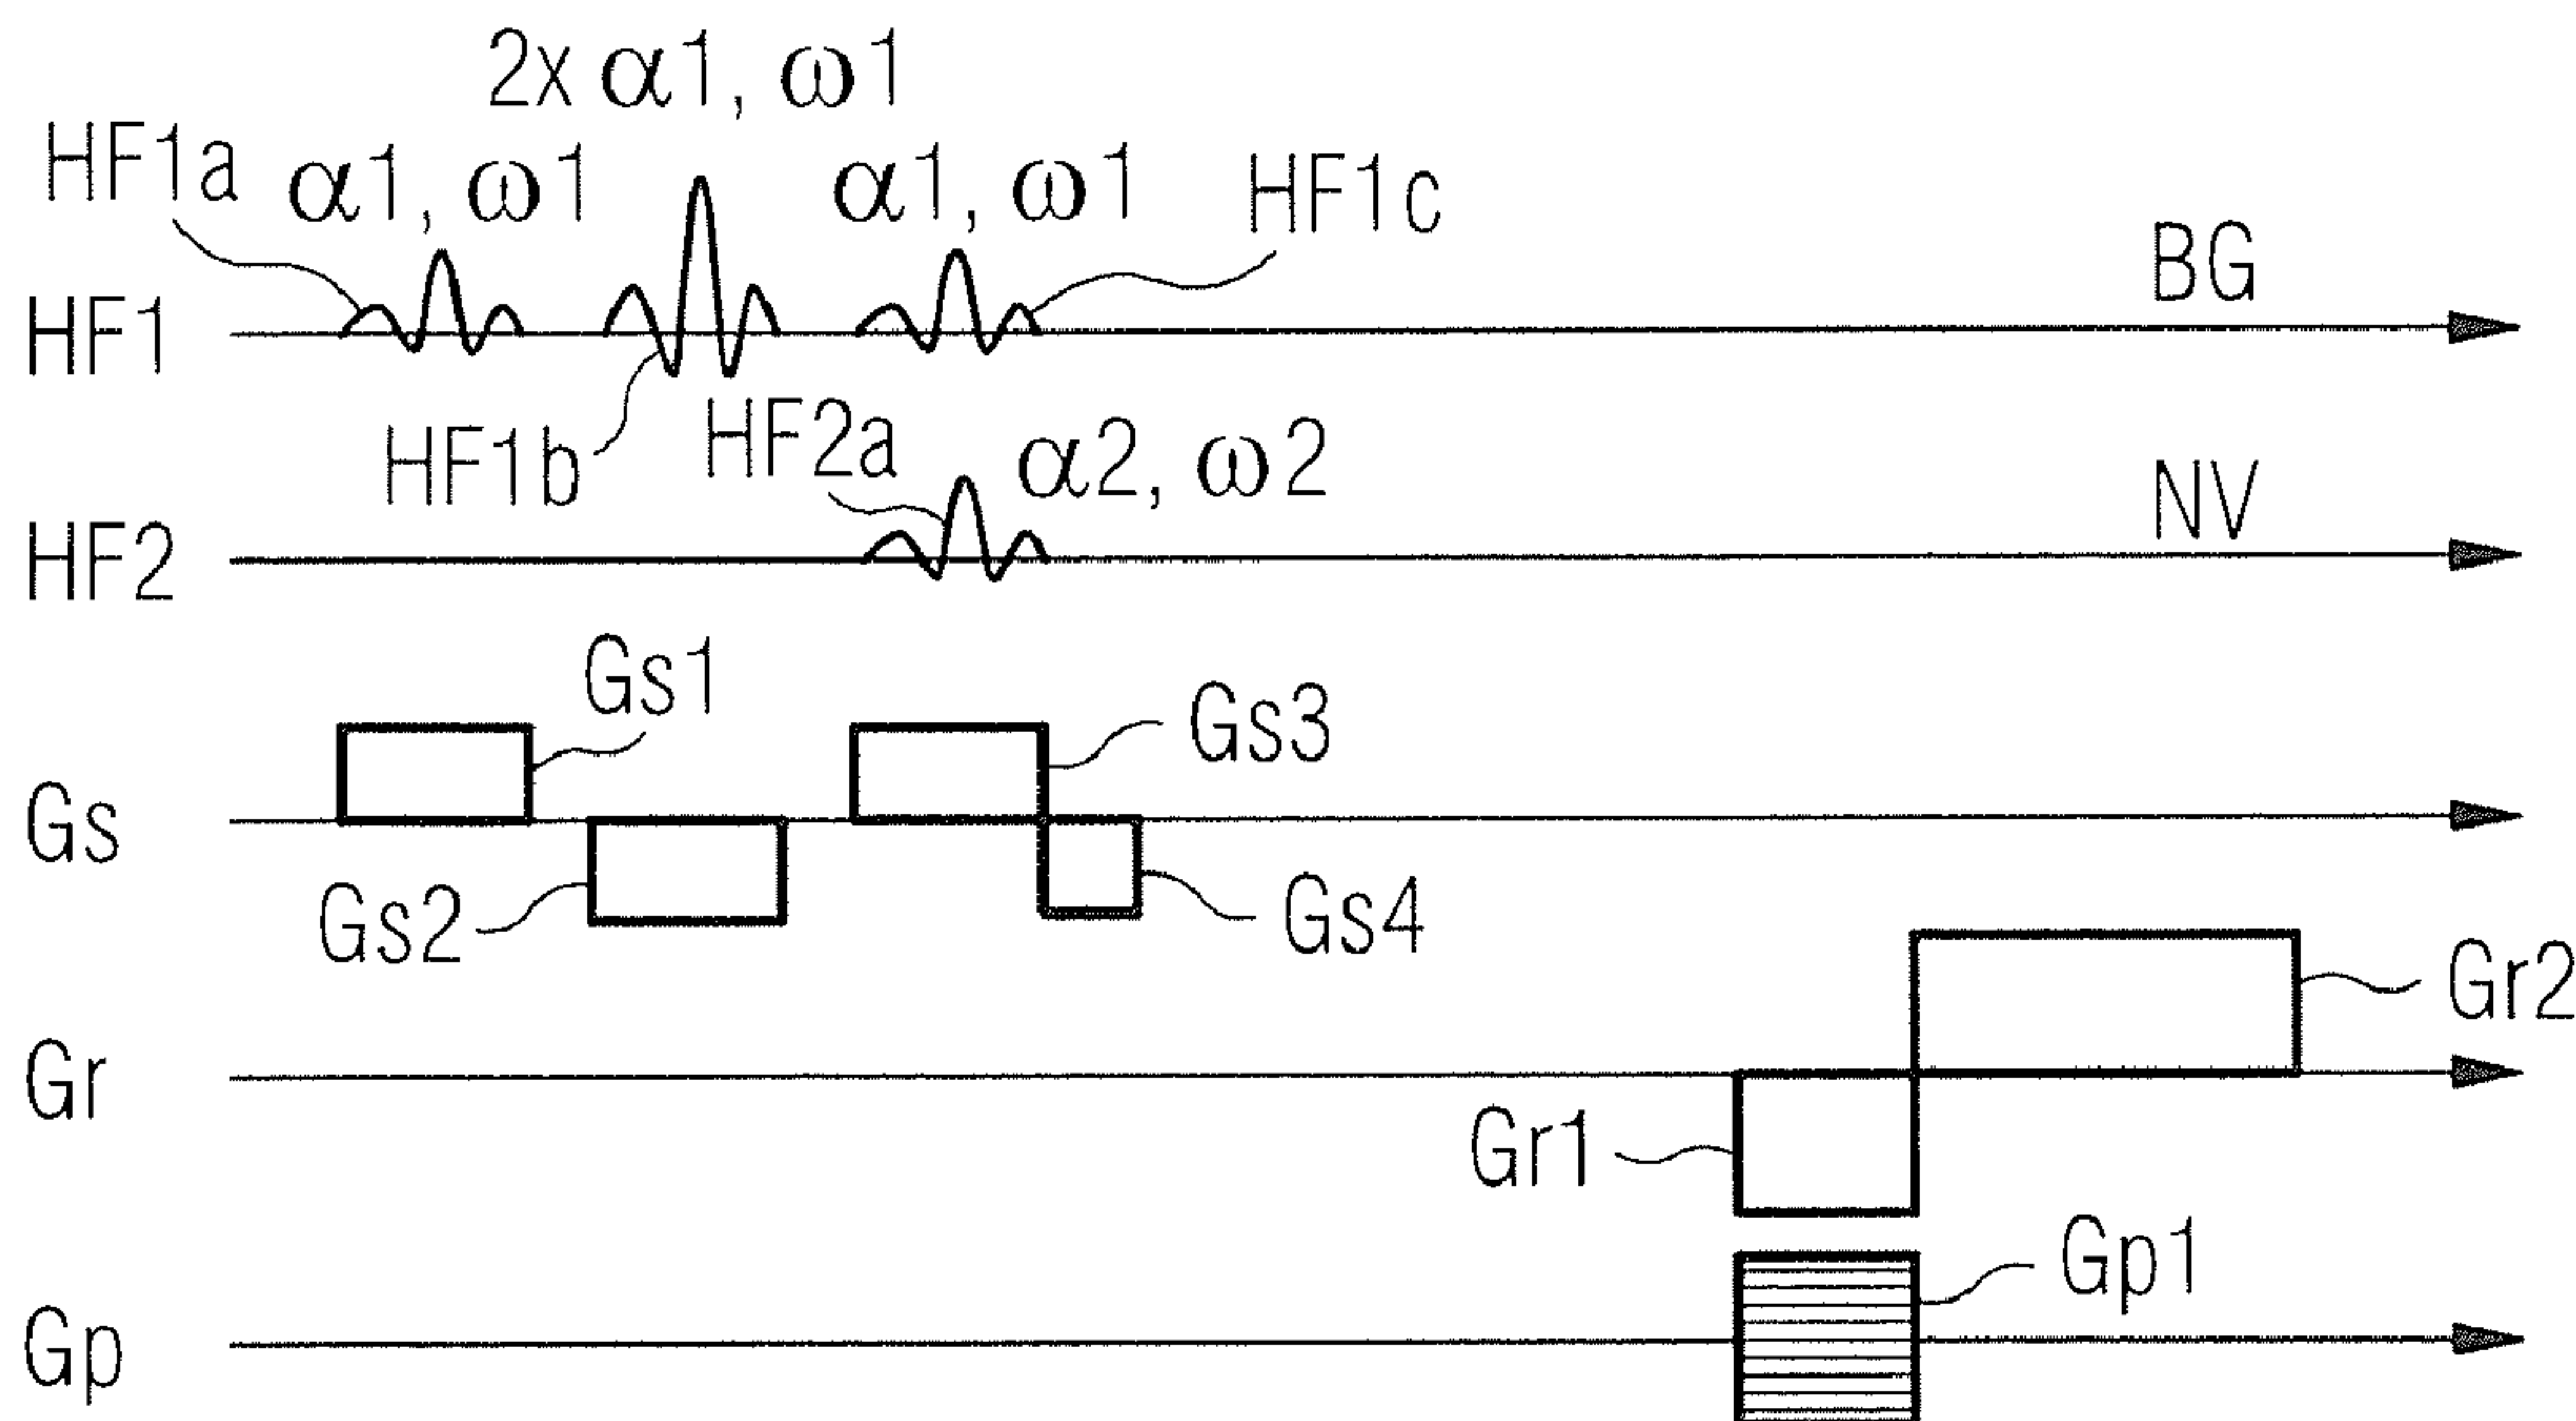 2x α1, ω1
HF1a α1, ω1 α1, ω1 HF1c
BG
HF1
HF1b HF2a α2, ω2
NV
HF2
Gs1
Gs3
Gs
Gs2 Gs4
Gr2
Gr
Gr1
Gp1
Gp